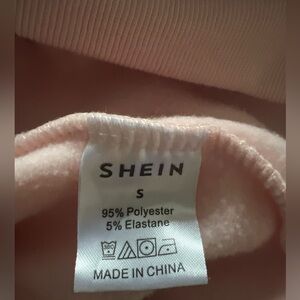 SHEIN
S
95% Polyester
5% Elastane
MADE IN CHINA